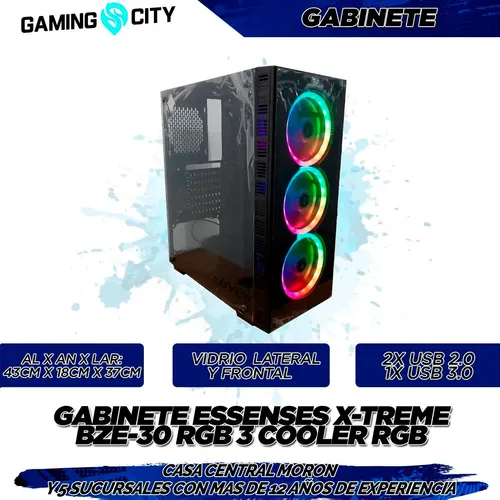 GAMING CITY
GABINETE
AL X AN X LAR:
43CM X 18CM X 37CM
VIDRIO LATERAL
Y FRONTAL
2X USB 2.0
1X USB 3.0
GABINETE ESSENSES X-TREME
BZE-30 RGB 3 COOLER RGB
CASA CENTRAL MORON
Y 5 SUCURSALES CON MAS DE 12 AÑOS DE EXPERIENCIA